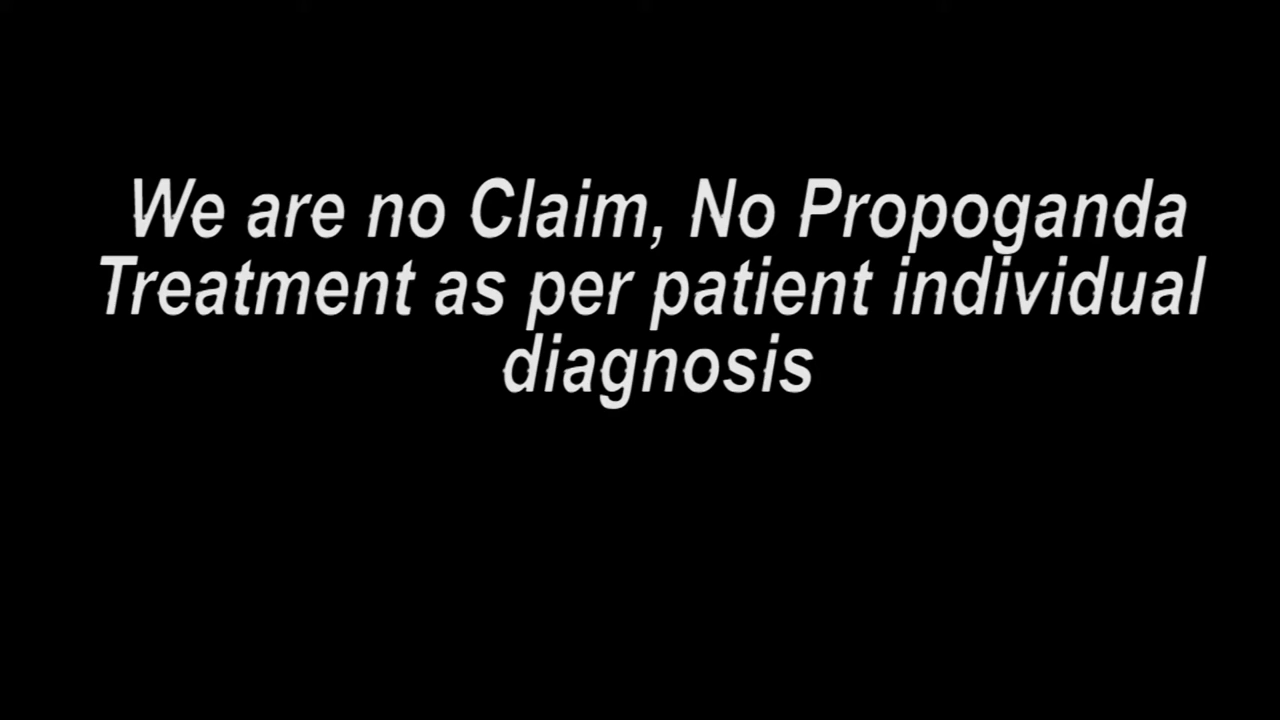 We are no Claim, No Propoganda
Treatment as per patient individual
diagnosis